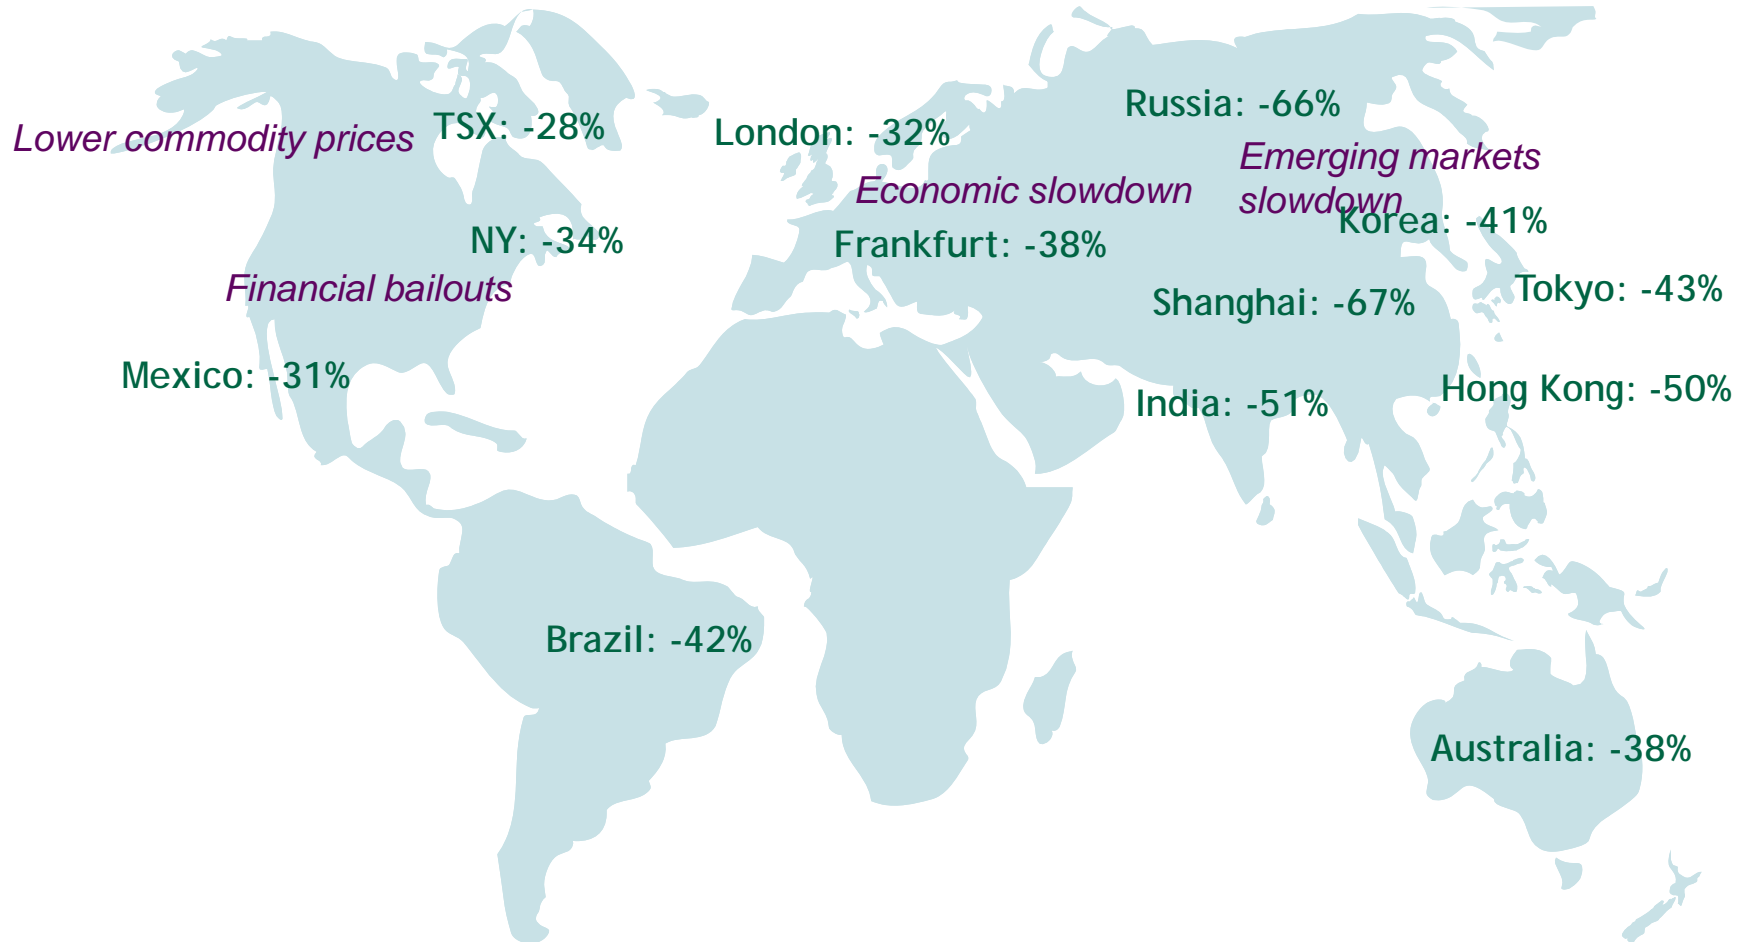 Russia: -66%
Lower commodity prices
TSX: -28%
London: -32%
Emerging markets
slowdown
Economic slowdown
Korea: -41%
NY: -34%
Frankfurt: -38%
Financial bailouts
Shanghai: -67%
Tokyo: -43%
Mexico: -31%
India: -51%
Hong Kong: -50%
Brazil: -42%
Australia: -38%